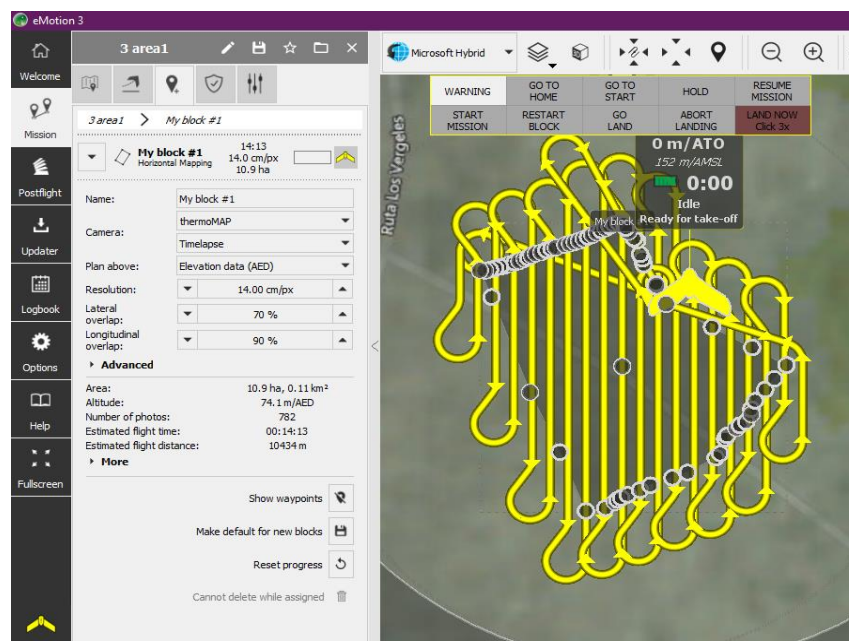 eMotion 3
Welcome
Mission
Postflight
Updater
Logbook
Options
Help
Fullscreen
3 area1
3 area1 > My block #1
My block #1
Horizontal Mapping
14:13
14.0 cm/px
10.9 ha
Name: My block #1
Camera: thermoMAP
Timelapse
Plan above: Elevation data (AED)
Resolution: 14.00 cm/px
Lateral overlap: 70 %
Longitudinal overlap: 90 %
Advanced
Area: 10.9 ha, 0.11 km²
Altitude: 74.1 m/AED
Number of photos: 782
Estimated flight time: 00:14:13
Estimated flight distance: 10434 m
More
Show waypoints
Make default for new blocks
Reset progress
Cannot delete while assigned
Microsoft Hybrid
WARNING
GO TO HOME
GO TO START
HOLD
RESUME MISSION
START MISSION
RESTART BLOCK
GO LAND
ABORT LANDING
LAND NOW
Click 3x
0 m/ATO
152 m/AMSL
0:00
Idle
Ready for take-off
My block
Ruta Los Vergeles